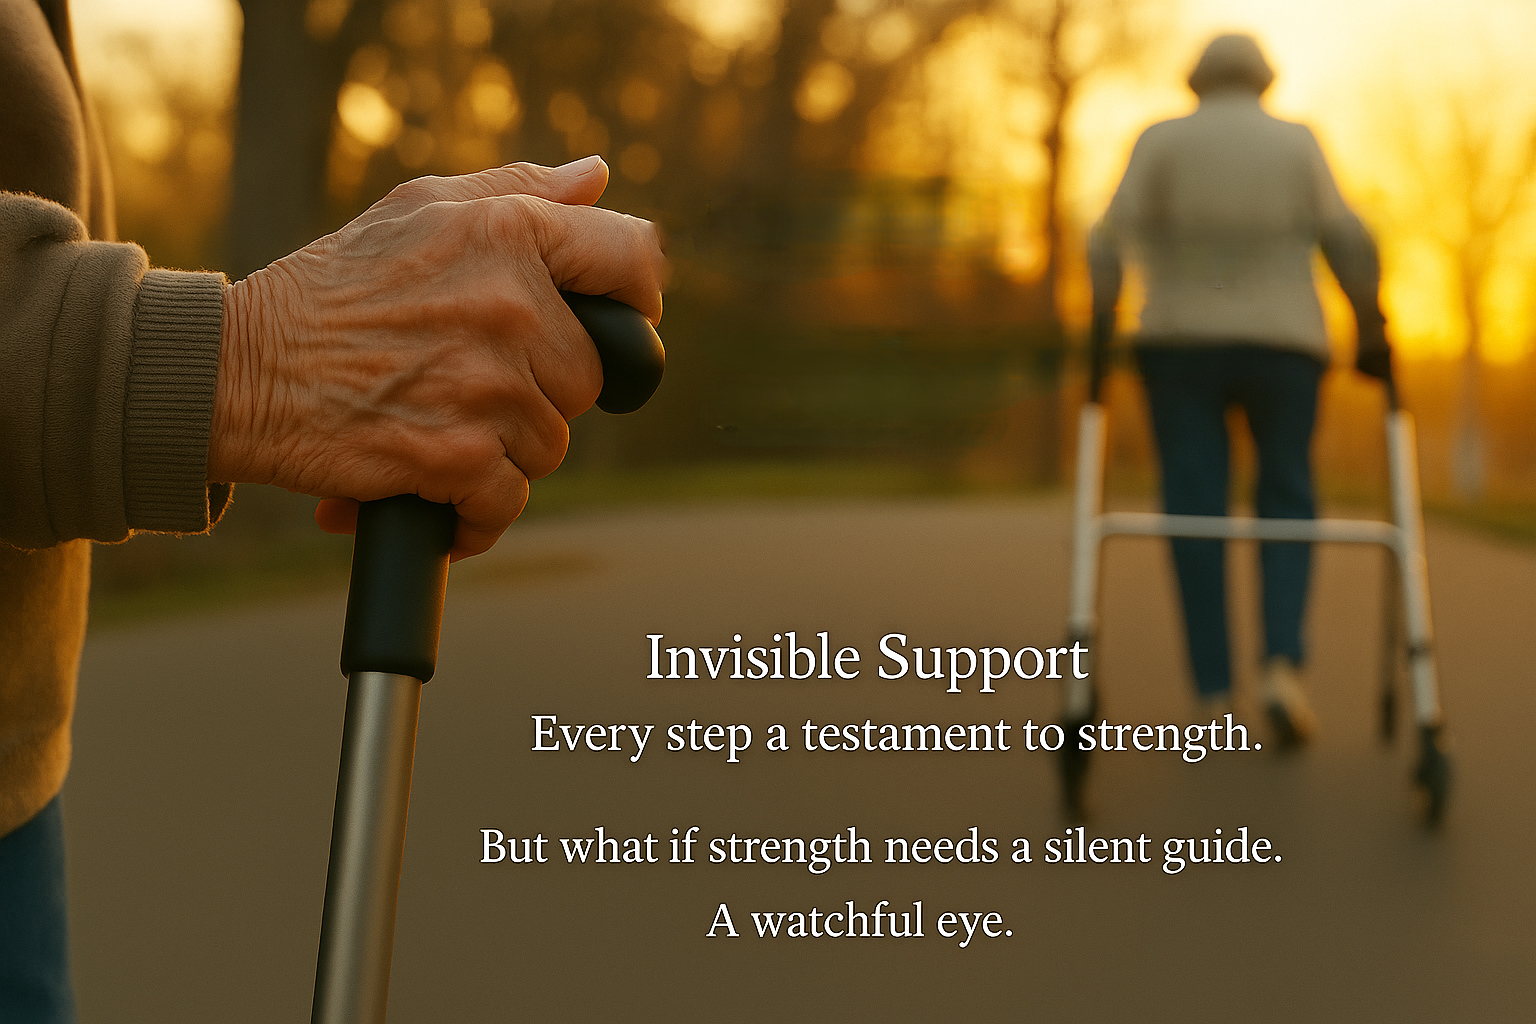 Invisible Support
Every step a testament to strength.
But what if strength needs a silent guide.
A watchful eye.